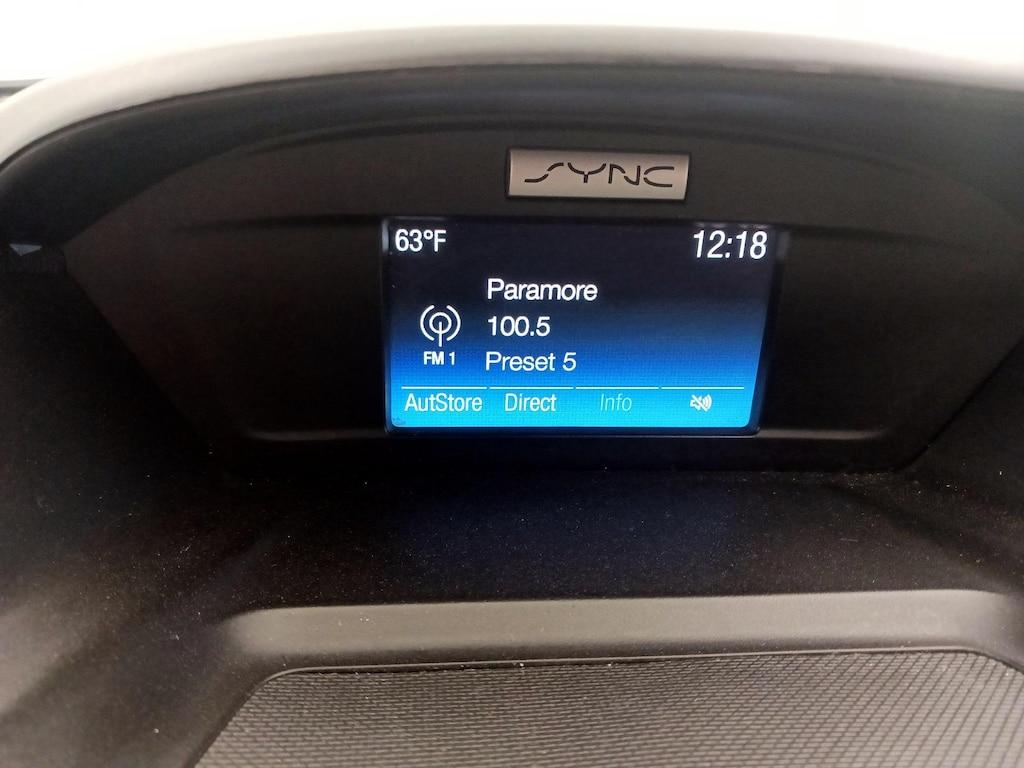 SYNC
63°F 12:18
Paramore
100.5
FM 1 Preset 5
AutStore Direct Info